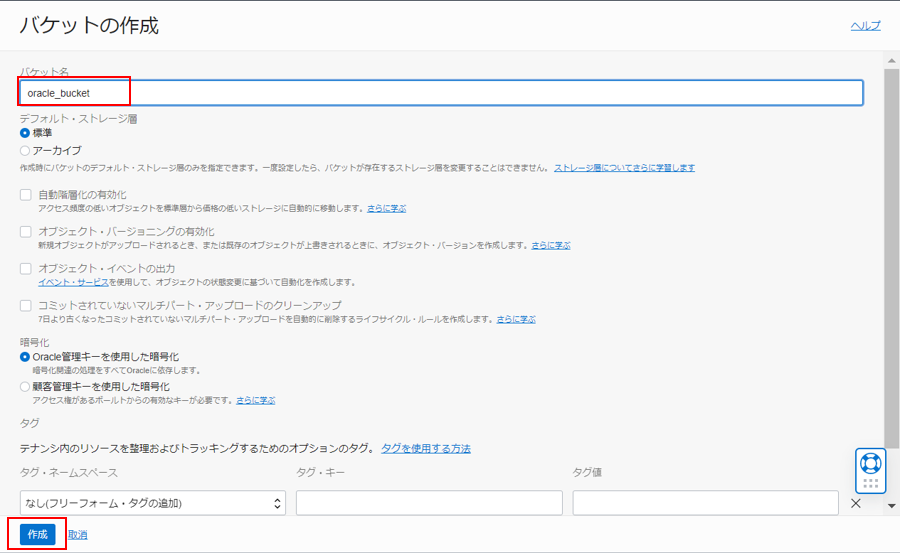 バケットの作成
ヘルプ
バケット名
oracle_bucket
デフォルト・ストレージ層
標準
アーカイブ
作成時にバケットのデフォルト・ストレージ層のみを指定できます。一度設定したら、バケットが存在するストレージ層を変更することはできません。 ストレージ層についてさらに学習します
自動階層化の有効化
アクセス頻度の低いオブジェクトを標準層から価格の低いストレージに自動的に移動します。さらに学ぶ
オブジェクト・バージョニングの有効化
新規オブジェクトがアップロードされるとき、または既存のオブジェクトが上書きされるときに、オブジェクト・バージョンを作成します。さらに学ぶ
オブジェクト・イベントの出力
イベント・サービスを使用して、オブジェクトの状態変更に基づいて自動化を作成します。
コミットされていないマルチパート・アップロードのクリーンアップ
7日より古くなったコミットされていないマルチパート・アップロードを自動的に削除するライフサイクル・ルールを作成します。さらに学ぶ
暗号化
Oracle管理キーを使用した暗号化
暗号化関連の処理をすべてOracleに依存します。
顧客管理キーを使用した暗号化
アクセス権があるボールトからの有効なキーが必要です。さらに学ぶ
タグ
テナンシ内のリソースを整理およびトラッキングするためのオプションのタグ。 タグを使用する方法
タグ・ネームスペース タグ・キー タグ値
なし(フリーフォーム・タグの追加)
作成 取消